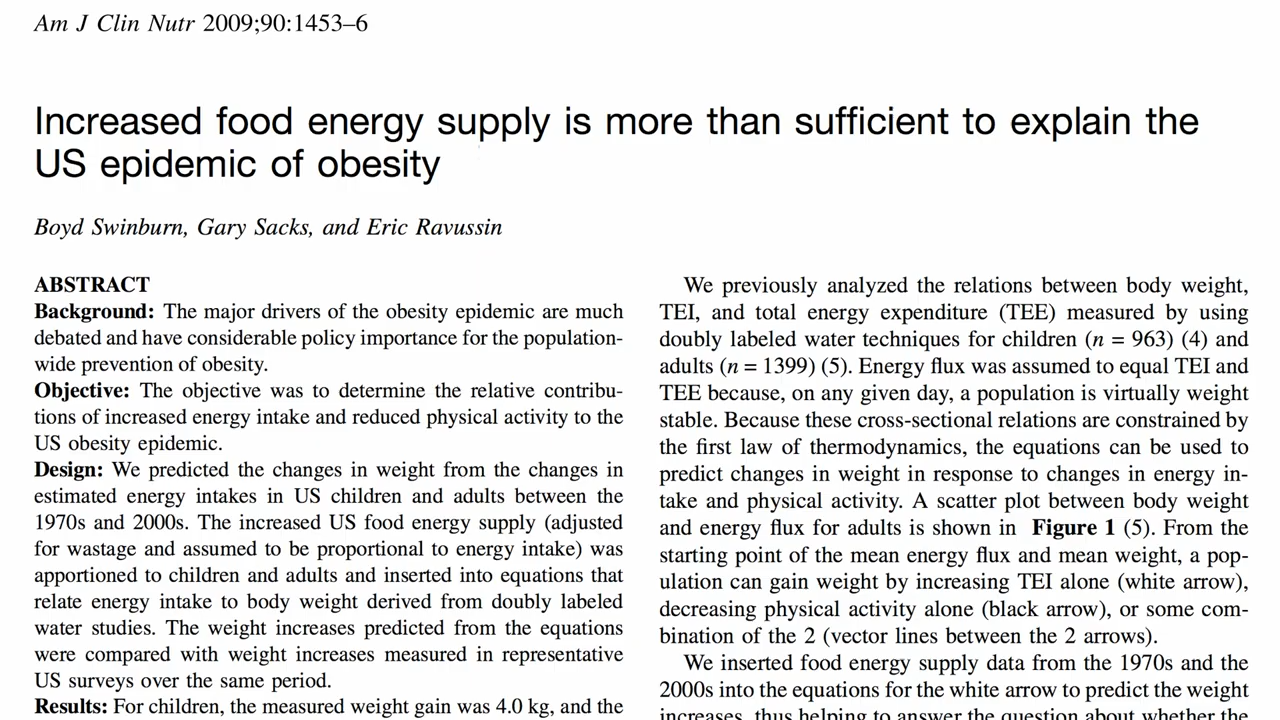 Am J Clin Nutr 2009;90:1453–6
Increased food energy supply is more than sufficient to explain the
US epidemic of obesity
Boyd Swinburn, Gary Sacks, and Eric Ravussin
ABSTRACT
Background: The major drivers of the obesity epidemic are much
debated and have considerable policy importance for the population-
wide prevention of obesity.
Objective: The objective was to determine the relative contribu-
tions of increased energy intake and reduced physical activity to the
US obesity epidemic.
Design: We predicted the changes in weight from the changes in
estimated energy intakes in US children and adults between the
1970s and 2000s. The increased US food energy supply (adjusted
for wastage and assumed to be proportional to energy intake) was
apportioned to children and adults and inserted into equations that
relate energy intake to body weight derived from doubly labeled
water studies. The weight increases predicted from the equations
were compared with weight increases measured in representative
US surveys over the same period.
Results: For children, the measured weight gain was 4.0 kg, and the
We previously analyzed the relations between body weight,
TEI, and total energy expenditure (TEE) measured by using
doubly labeled water techniques for children (n = 963) (4) and
adults (n = 1399) (5). Energy flux was assumed to equal TEI and
TEE because, on any given day, a population is virtually weight
stable. Because these cross-sectional relations are constrained by
the first law of thermodynamics, the equations can be used to
predict changes in weight in response to changes in energy in-
take and physical activity. A scatter plot between body weight
and energy flux for adults is shown in Figure 1 (5). From the
starting point of the mean energy flux and mean weight, a pop-
ulation can gain weight by increasing TEI alone (white arrow),
decreasing physical activity alone (black arrow), or some com-
bination of the 2 (vector lines between the 2 arrows).
We inserted food energy supply data from the 1970s and the
2000s into the equations for the white arrow to predict the weight
increases, thus helping to answer the question about whether the